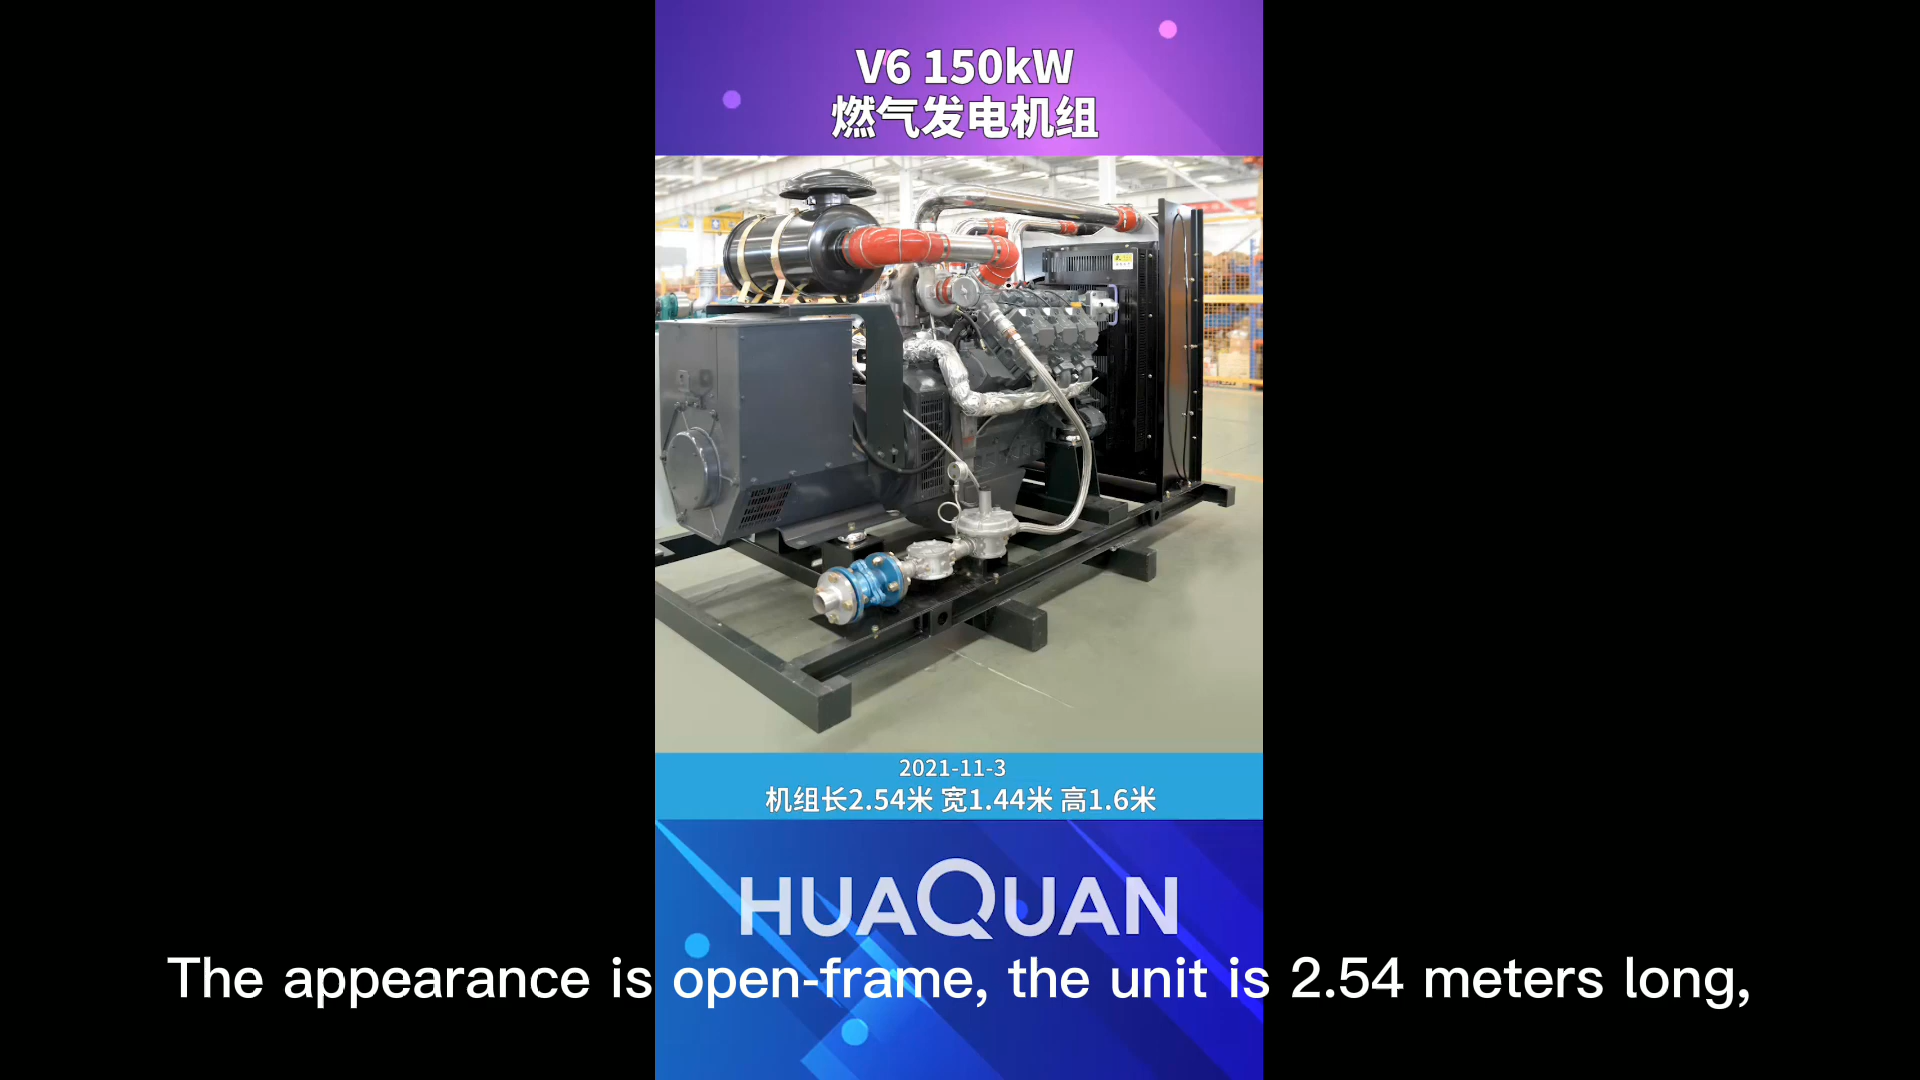 V6 150kW
燃气发电机组
2021-11-3
机组长2.54米 宽1.44米 高1.6米
HUAQUAN
The appearance is open-frame, the unit is 2.54 meters long,